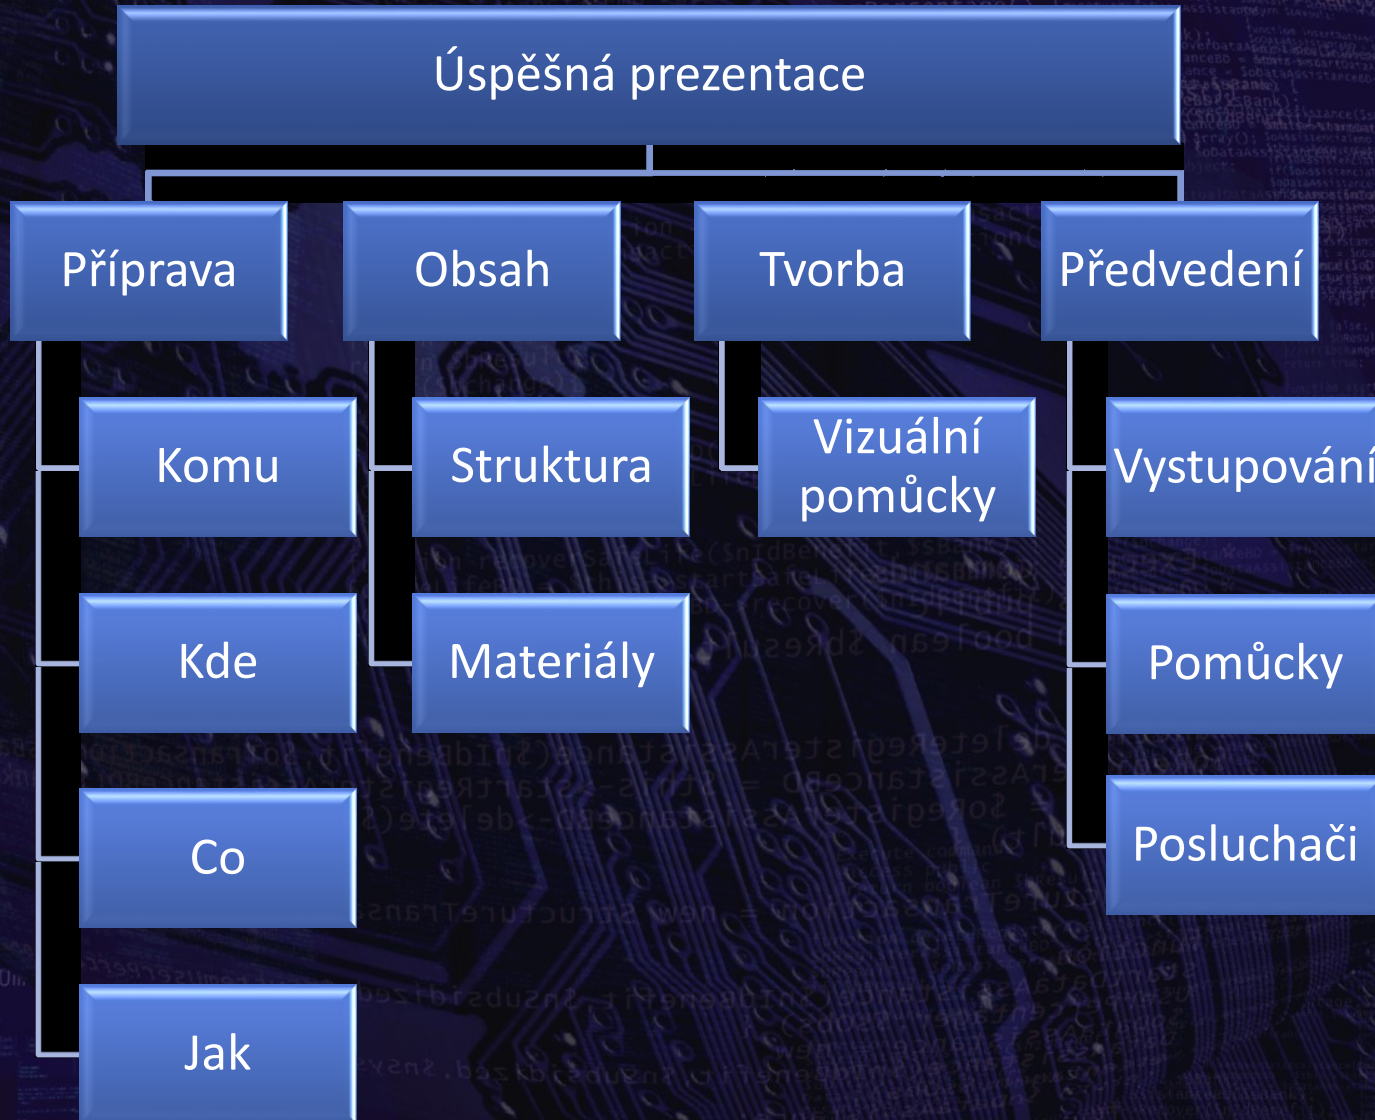 Úspěšná prezentace
Příprava
Obsah
Tvorba
Předvedení
Komu
Struktura
Vizuální
pomůcky
Vystupování
Kde
Materiály
Pomůcky
Co
Posluchači
Jak